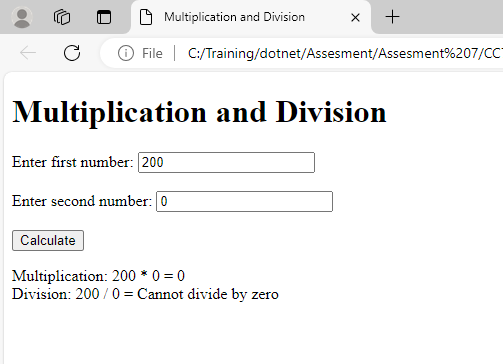 Multiplication and Division
File
C:/Training/dotnet/Assesment/Assesment%207/CC
Multiplication and Division
Enter first number: 200
Enter second number: 0
Calculate
Multiplication: 200 * 0 = 0
Division: 200 / 0 = Cannot divide by zero